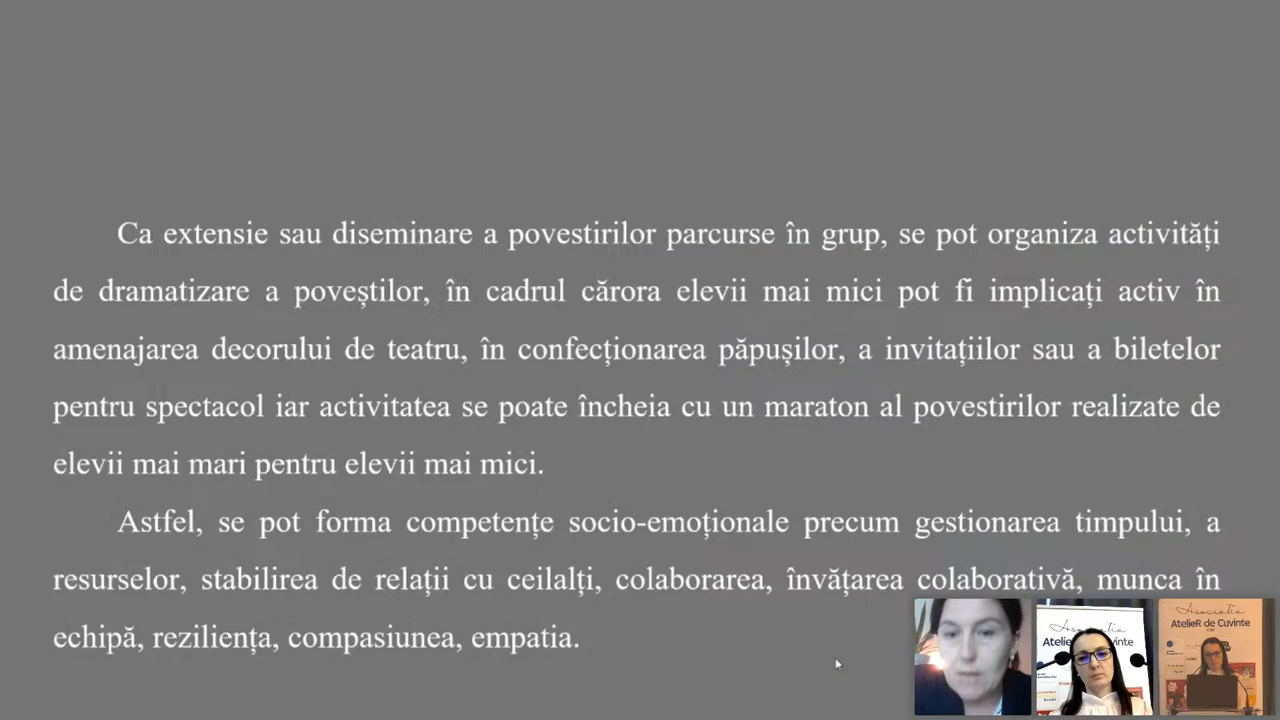 Ca extensie sau diseminare a povestirilor parcurse în grup, se pot organiza activități
de dramatizare a poveștilor, în cadrul cărora elevii mai mici pot fi implicați activ în
amenajarea decorului de teatru, în confecționarea păpușilor, a invitațiilor sau a biletelor
pentru spectacol iar activitatea se poate încheia cu un maraton al povestirilor realizate de
elevii mai mari pentru elevii mai mici.
Astfel, se pot forma competențe socio-emoționale precum gestionarea timpului, a
resurselor, stabilirea de relații cu ceilalți, colaborarea, învățarea colaborativă, munca în
echipă, reziliența, compasiunea, empatia.
Asociatia
Asociatia
AtelieR de Cuvinte